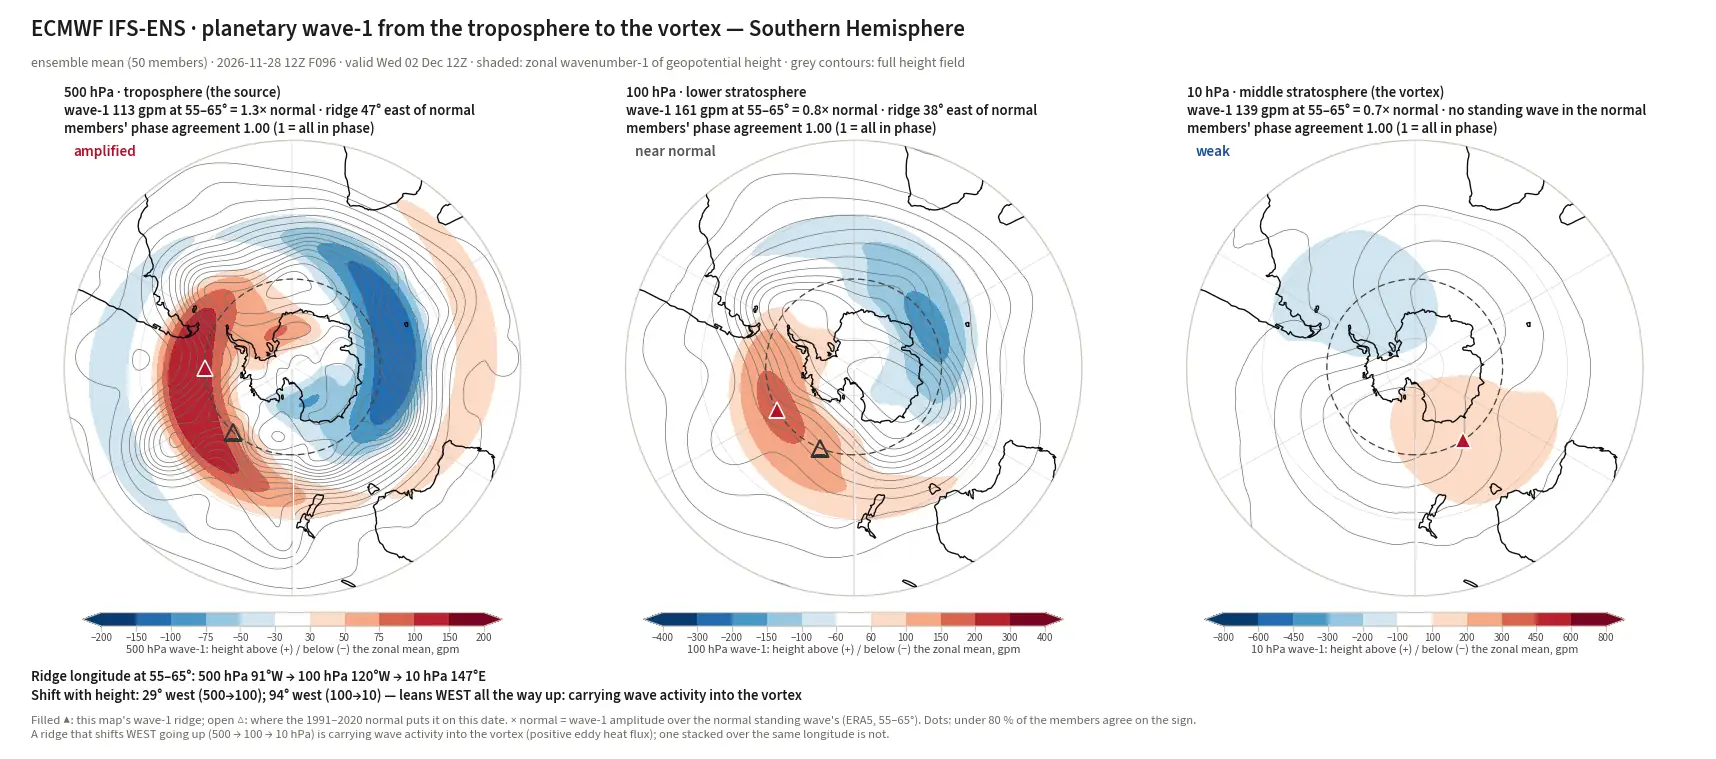 ECMWF IFS-ENS · planetary wave-1 from the troposphere to the vortex — Southern Hemisphere
ensemble mean (50 members) · 2026-11-28 12Z F096 · valid Wed 02 Dec 12Z · shaded: zonal wavenumber-1 of geopotential height · grey contours: full height field
500 hPa · troposphere (the source)
wave-1 113 gpm at 55–65° = 1.3× normal · ridge 47° east of normal
members' phase agreement 1.00 (1 = all in phase)
amplified
100 hPa · lower stratosphere
wave-1 161 gpm at 55–65° = 0.8× normal · ridge 38° east of normal
members' phase agreement 1.00 (1 = all in phase)
near normal
10 hPa · middle stratosphere (the vortex)
wave-1 139 gpm at 55–65° = 0.7× normal · no standing wave in the normal
members' phase agreement 1.00 (1 = all in phase)
weak
−200 −150 −100 −75 −50 −30 30 50 75 100 150 200
500 hPa wave-1: height above (+) / below (−) the zonal mean, gpm
−400 −300 −200 −150 −100 −60 60 100 150 200 300 400
100 hPa wave-1: height above (+) / below (−) the zonal mean, gpm
−800 −600 −450 −300 −200 −100 100 200 300 450 600 800
10 hPa wave-1: height above (+) / below (−) the zonal mean, gpm
Ridge longitude at 55–65°: 500 hPa 91°W → 100 hPa 120°W → 10 hPa 147°E
Shift with height: 29° west (500→100); 94° west (100→10) — leans WEST all the way up: carrying wave activity into the vortex
Filled ▲: this map's wave-1 ridge; open △: where the 1991–2020 normal puts it on this date. × normal = wave-1 amplitude over the normal standing wave's (ERA5, 55–65°). Dots: under 80 % of the members agree on the sign.
A ridge that shifts WEST going up (500 → 100 → 10 hPa) is carrying wave activity into the vortex (positive eddy heat flux); one stacked over the same longitude is not.